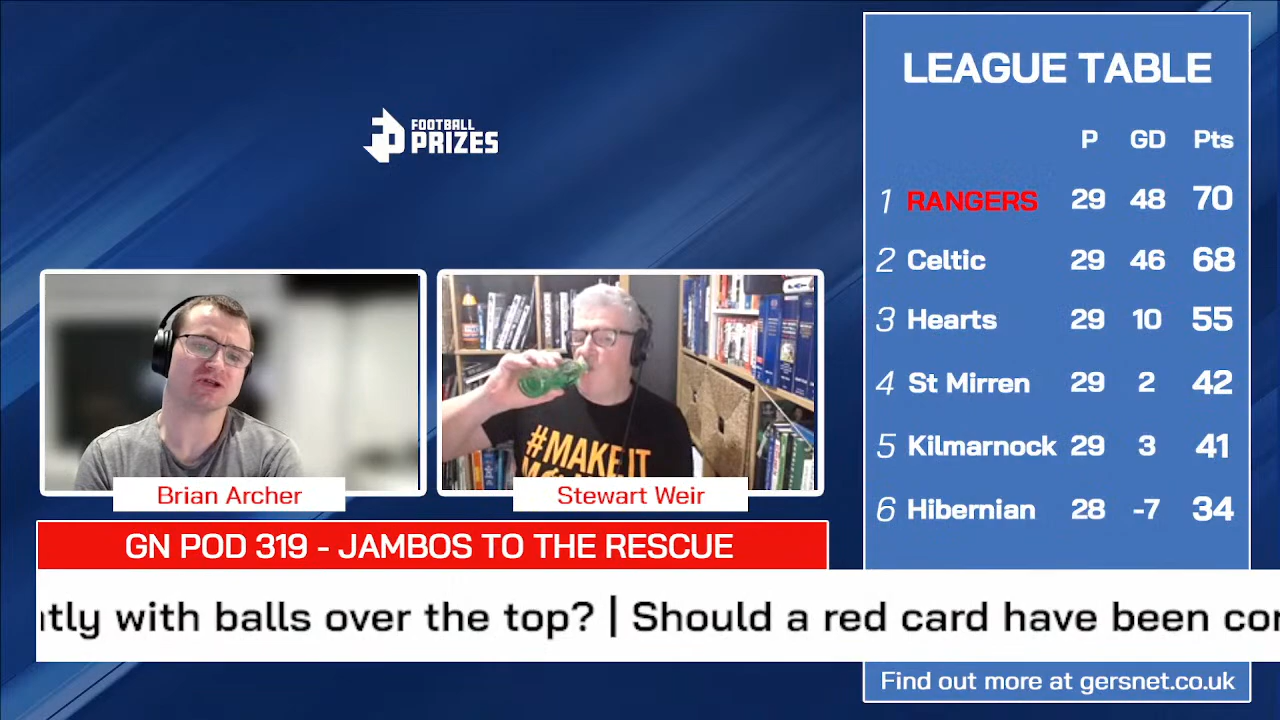 FOOTBALL
PRIZES
#MAKE IT
Brian Archer
Stewart Weir
GN POD 319 - JAMBOS TO THE RESCUE
ntly with balls over the top? | Should a red card have been con
LEAGUE TABLE
P GD Pts
1 RANGERS 29 48 70
2 Celtic 29 46 68
3 Hearts 29 10 55
4 St Mirren 29 2 42
5 Kilmarnock 29 3 41
6 Hibernian 28 -7 34
Find out more at gersnet.co.uk